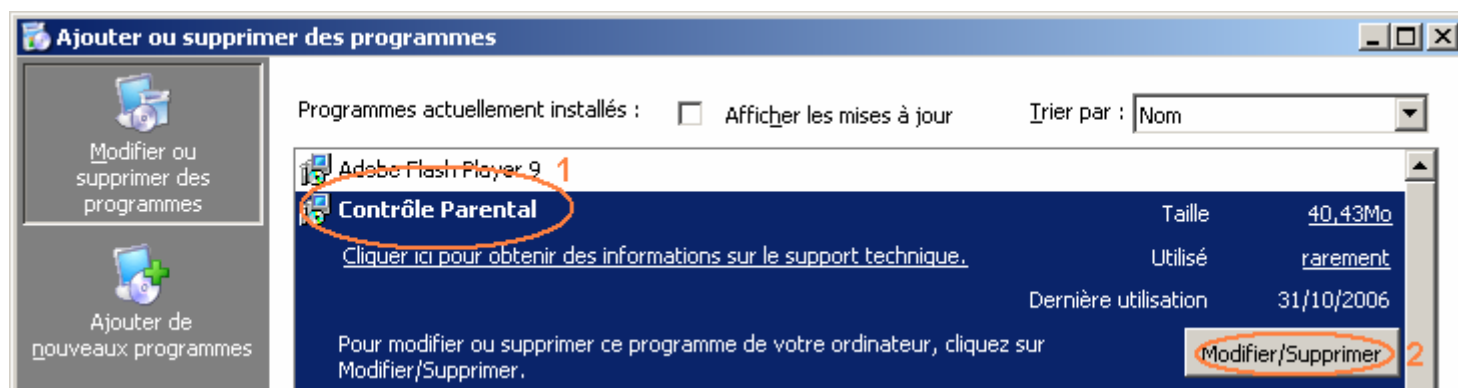 Ajouter ou supprimer des programmes
Modifier ou
supprimer des
programmes
Ajouter de
nouveaux programmes
Programmes actuellement installés : Afficher les mises à jour Trier par : Nom
Adobe Flash Player 9 1
Contrôle Parental Taille 40,43Mo
Cliquer ici pour obtenir des informations sur le support technique. Utilisé rarement
Dernière utilisation 31/10/2006
Pour modifier ou supprimer ce programme de votre ordinateur, cliquez sur
Modifier/Supprimer.
Modifier/Supprimer 2